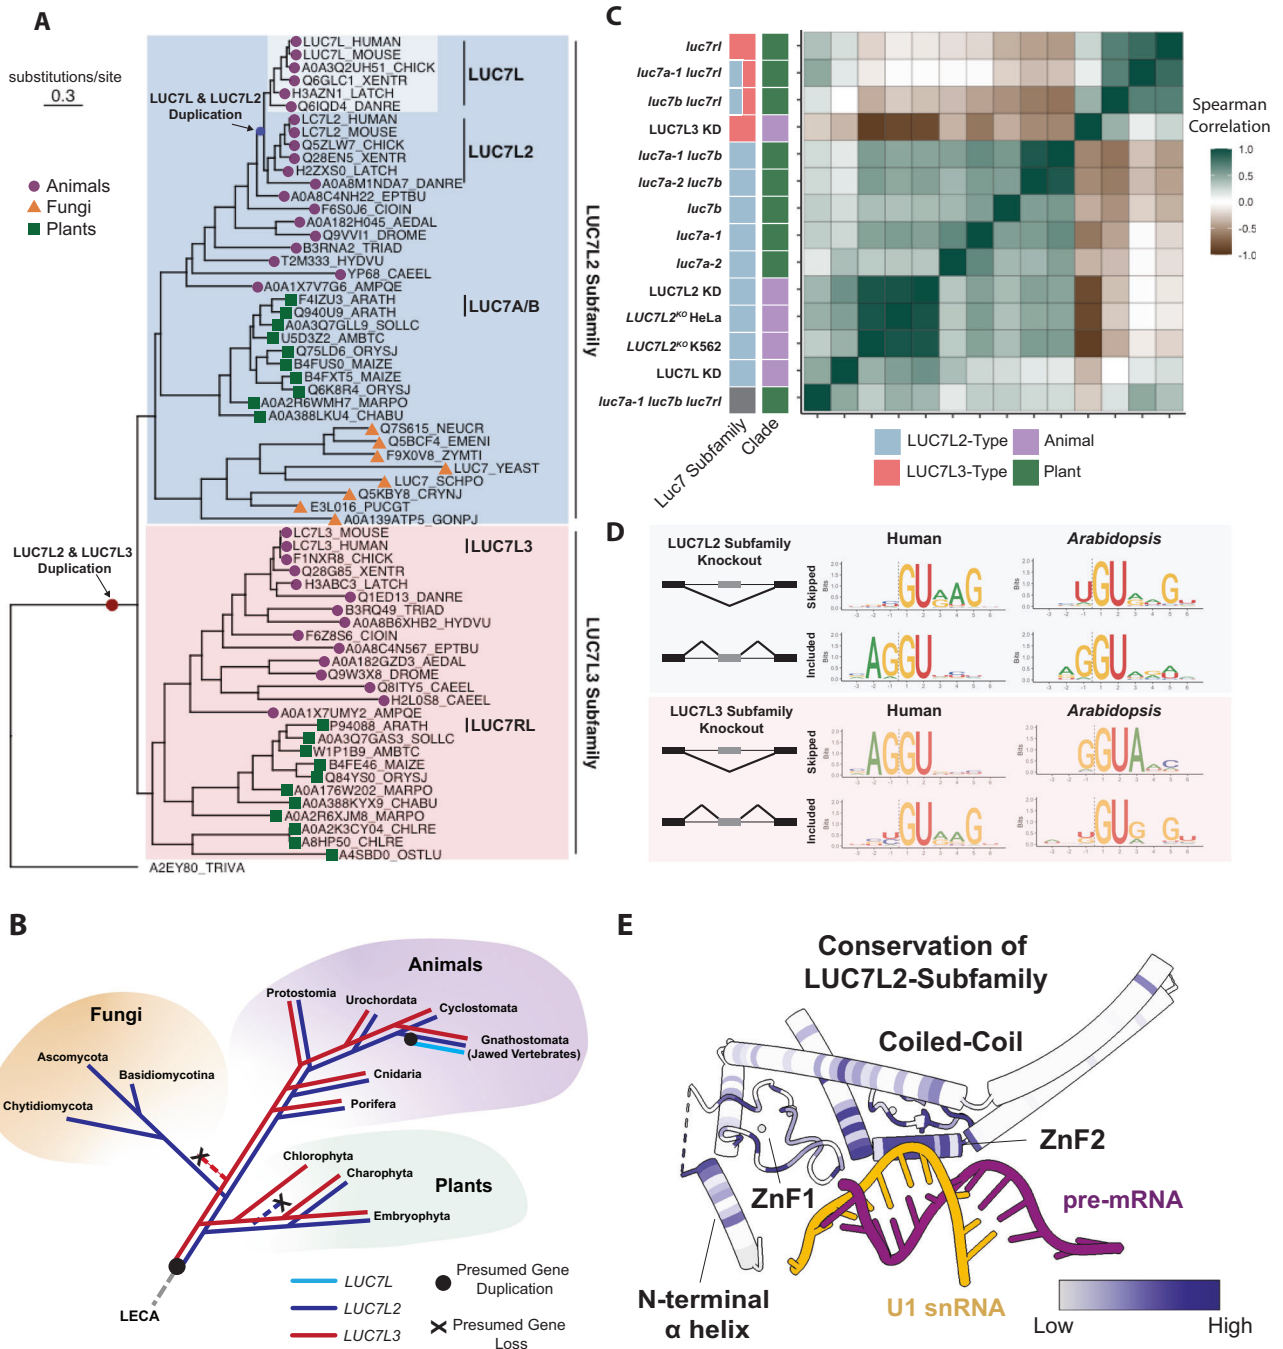 A
substitutions/site
0.3
LUC7L & LUC7L2
Duplication
Animals
Fungi
Plants
LUC7L_HUMAN
LUC7L_MOUSE
A0A3Q2UH51_CHICK
Q6GLC1_XENTR
H3AZN1_LATCH
Q6IQD4_DANRE
LC7L2_HUMAN
LC7L2_MOUSE
Q5ZLW7_CHICK
Q28EN5_XENTR
H2ZXS0_LATCH
A0A8M1NDA7_DANRE
A0A8C4NH22_EPTBU
F6S0J6_CIOIN
A0A182H045_AEDAL
Q9VVI1_DROME
B3RNA2_TRIAD
T2M333_HYDVU
YP68_CAEEL
A0A1X7V7G6_AMPQE
F4IZU3_ARATH
Q940U9_ARATH
A0A3Q7GLL9_SOLLC
U5D3Z2_AMBTC
Q75LD6_ORYSJ
B4FUS0_MAIZE
B4FXT5_MAIZE
Q6K8R4_ORYSJ
A0A2R6WMH7_MARPO
A0A388LKU4_CHABU
Q7S615_NEUCR
Q5BCF4_EMENI
F9X0V8_ZYMTI
LUC7_YEAST
LUC7_SCHPO
Q5KBY8_CRYNJ
E3L016_PUCGT
A0A139ATP5_GONPJ
LUC7L
LUC7L2
LUC7A/B
LUC7L2 Subfamily
LUC7L2 & LUC7L3
Duplication
LC7L3_MOUSE
LC7L3_HUMAN
F1NXR8_CHICK
Q28G85_XENTR
H3ABC3_LATCH
Q1ED13_DANRE
B3RQ49_TRIAD
A0A8B6XHB2_HYDVU
F6Z8S6_CIOIN
A0A8C4N567_EPTBU
A0A182GZD3_AEDAL
Q9W3X8_DROME
Q8ITY5_CAEEL
H2L0S8_CAEEL
A0A1X7UMY2_AMPQE
P94088_ARATH
A0A3Q7GAS3_SOLLC
W1P1B9_AMBTC
B4FE46_MAIZE
Q84YS0_ORYSJ
A0A176W202_MARPO
A0A388KYX9_CHABU
A0A2R6XJM8_MARPO
A0A2K3CY04_CHLRE
A8HP50_CHLRE
A4SBD0_OSTLU
A2EY80_TRIVA
LUC7L3
LUC7RL
LUC7L3 Subfamily
B
Fungi
Ascomycota
Basidiomycotina
Chytidiomycota
Animals
Protostomia
Urochordata
Cyclostomata
Gnathostomata
(Jawed Vertebrates)
Cnidaria
Porifera
Plants
Chlorophyta
Charophyta
Embryophyta
LECA
LUC7L
LUC7L2
LUC7L3
Presumed Gene
Duplication
Presumed Gene
Loss
C
luc7rl
luc7a-1 luc7rl
luc7b luc7rl
LUC7L3 KD
luc7a-1 luc7b
luc7a-2 luc7b
luc7b
luc7a-1
luc7a-2
LUC7L2 KD
LUC7L2KO HeLa
LUC7L2KO K562
LUC7L KD
luc7a-1 luc7b luc7rl
Luc7 Subfamily
Clade
LUC7L2-Type
LUC7L3-Type
Animal
Plant
Spearman
Correlation
1.0
0.5
0.0
-0.5
-1.0
D
LUC7L2 Subfamily
Knockout
Human
Arabidopsis
Skipped
Included
Bits
LUC7L3 Subfamily
Knockout
Human
Arabidopsis
Skipped
Included
Bits
E
Conservation of
LUC7L2-Subfamily
Coiled-Coil
ZnF2
ZnF1
pre-mRNA
U1 snRNA
N-terminal
α helix
Low
High